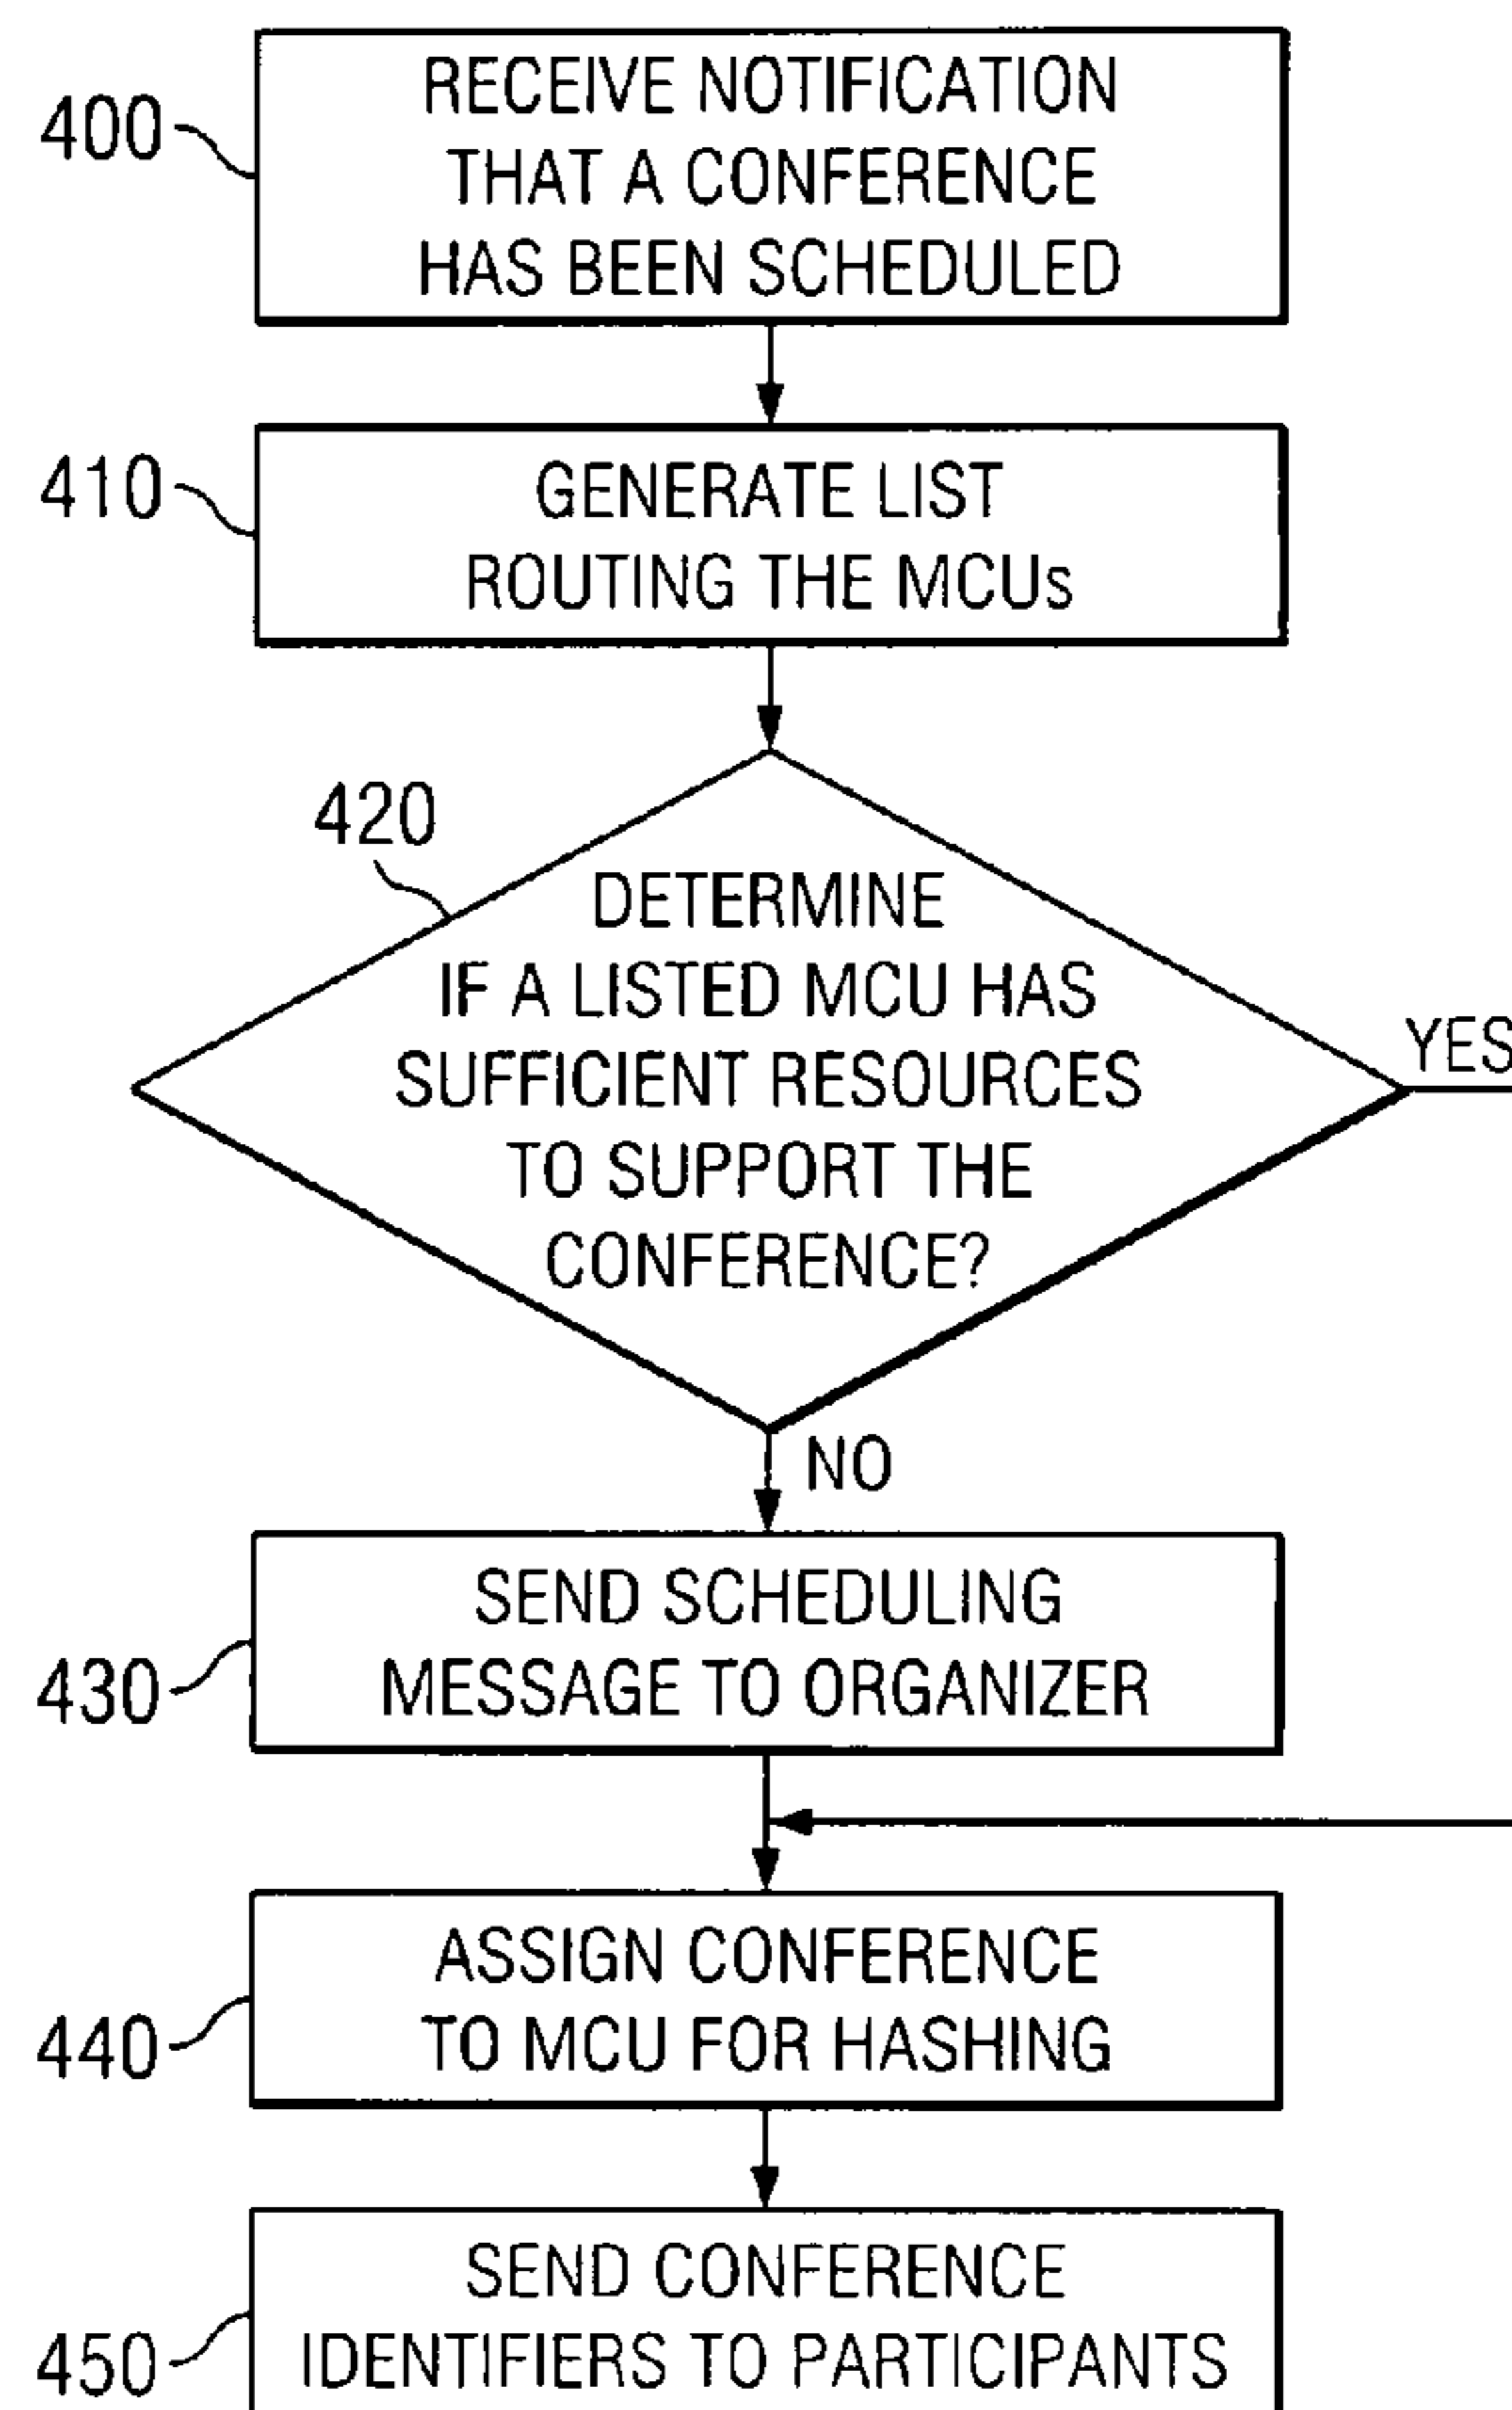 400
RECEIVE NOTIFICATION
THAT A CONFERENCE
HAS BEEN SCHEDULED
410
GENERATE LIST
ROUTING THE MCUs
420
DETERMINE
IF A LISTED MCU HAS
SUFFICIENT RESOURCES
TO SUPPORT THE
CONFERENCE?
YES
NO
430
SEND SCHEDULING
MESSAGE TO ORGANIZER
440
ASSIGN CONFERENCE
TO MCU FOR HASHING
450
SEND CONFERENCE
IDENTIFIERS TO PARTICIPANTS